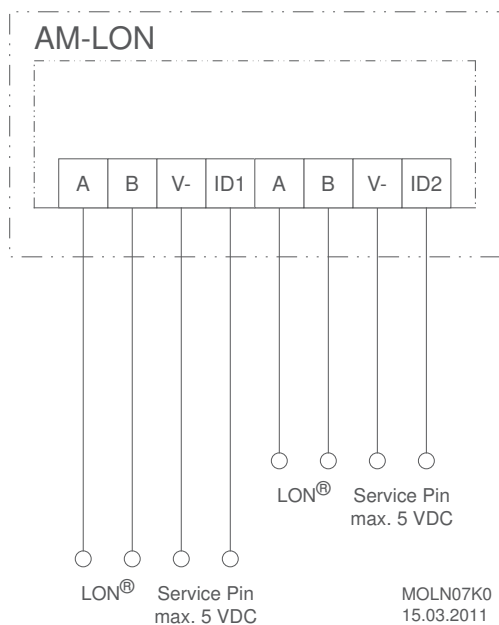 AM-LON
A B V- ID1 A B V- ID2
LON® Service Pin
max. 5 VDC
LON® Service Pin
max. 5 VDC
MOLN07K0
15.03.2011